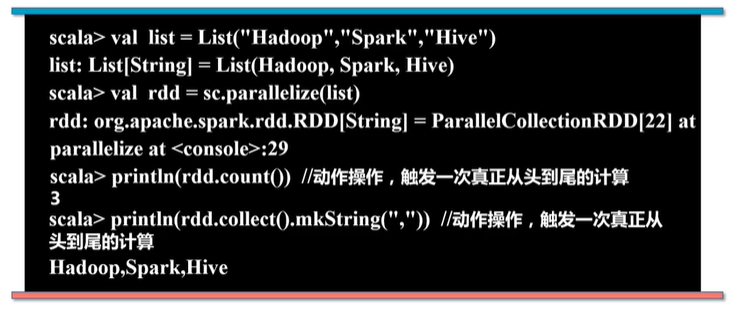 scala> val list = List("Hadoop","Spark","Hive")
list: List[String] = List(Hadoop, Spark, Hive)
scala> val rdd = sc.parallelize(list)
rdd: org.apache.spark.rdd.RDD[String] = ParallelCollectionRDD[22] at
parallelize at <console>:29
scala> println(rdd.count()) //动作操作，触发一次真正从头到尾的计算
3
scala> println(rdd.collect().mkString(",")) //动作操作，触发一次真正从
头到尾的计算
Hadoop,Spark,Hive